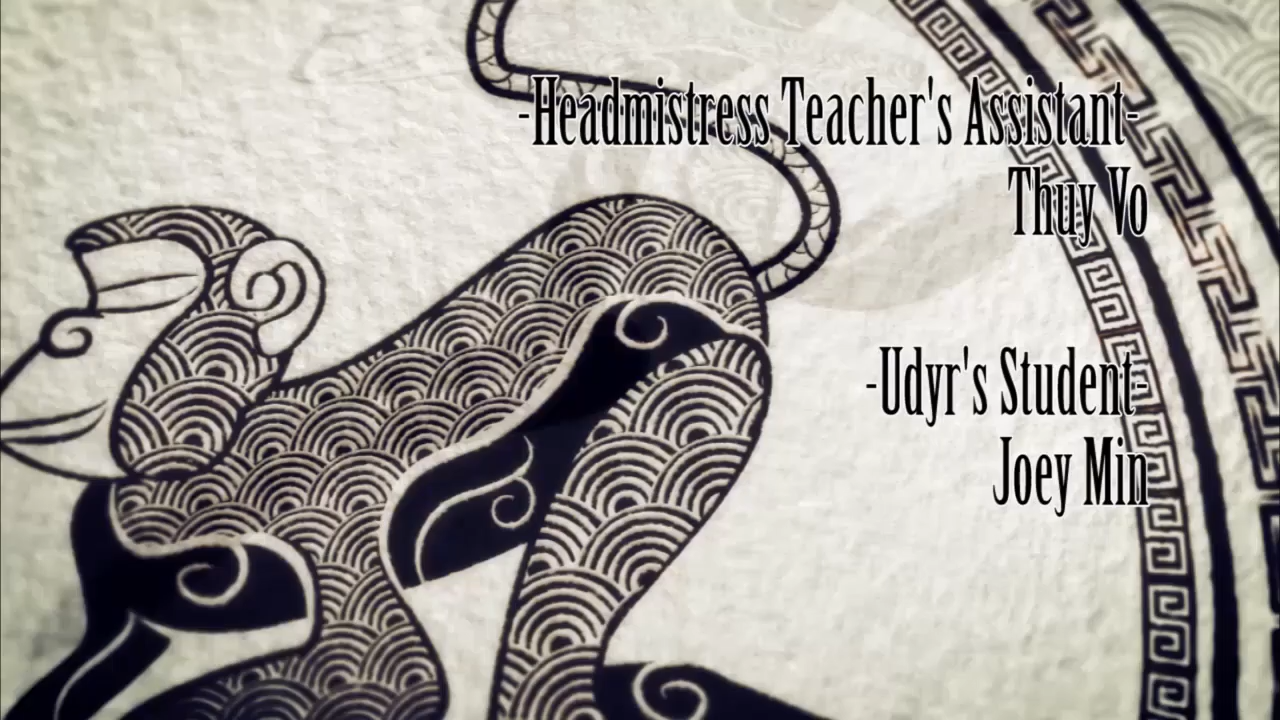 -Headmistress Teacher's Assistant-
Thuy Vo
-Udyr's Student-
Joey Min